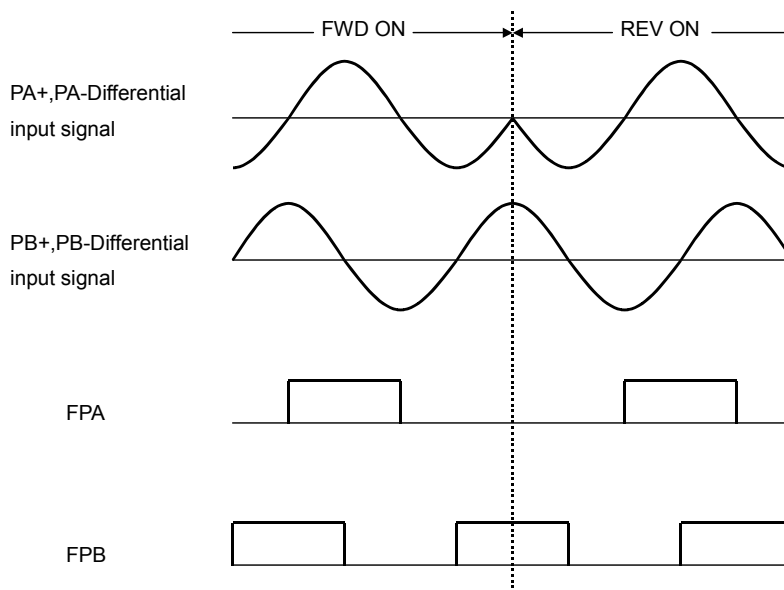 FWD ON
REV ON
PA+,PA-Differential
input signal
PB+,PB-Differential
input signal
FPA
FPB